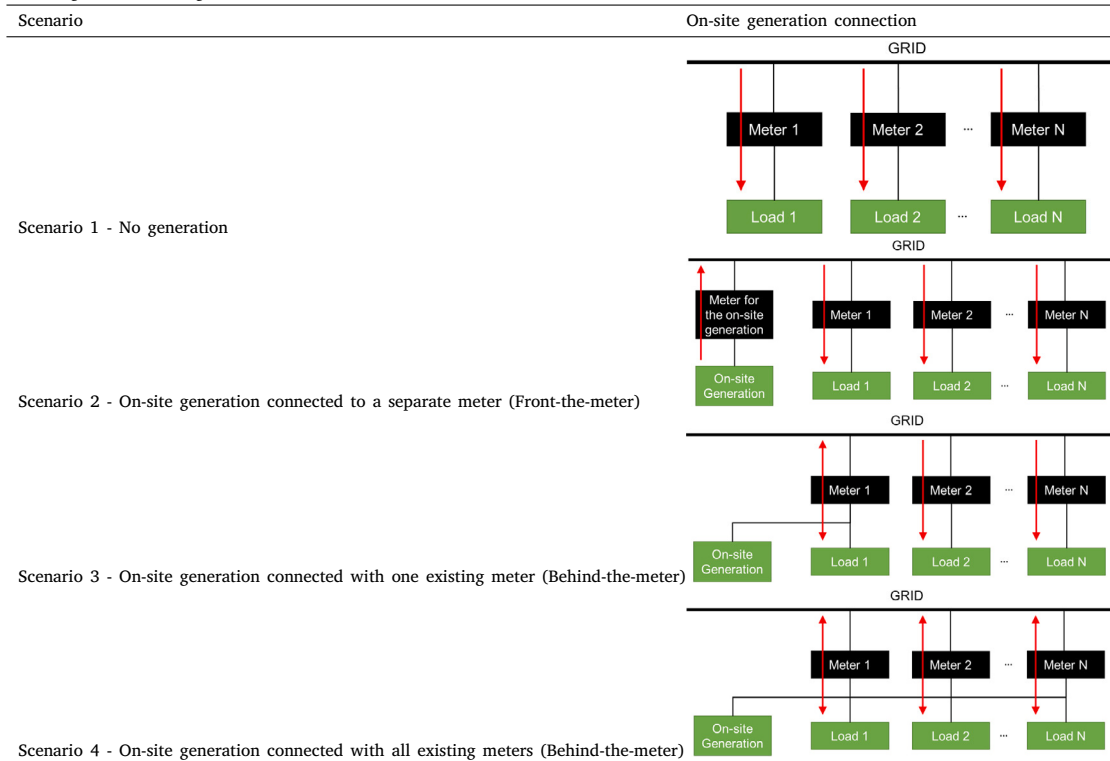 Scenario On-site generation connection
GRID
Meter 1 Meter 2 ... Meter N
Load 1 Load 2 ... Load N
Scenario 1 - No generation
GRID
Meter for
the on-site
generation
Meter 1 Meter 2 ... Meter N
On-site
Generation
Load 1 Load 2 ... Load N
Scenario 2 - On-site generation connected to a separate meter (Front-the-meter)
GRID
Meter 1 Meter 2 ... Meter N
On-site
Generation
Load 1 Load 2 ... Load N
Scenario 3 - On-site generation connected with one existing meter (Behind-the-meter)
GRID
Meter 1 Meter 2 ... Meter N
On-site
Generation
Load 1 Load 2 ... Load N
Scenario 4 - On-site generation connected with all existing meters (Behind-the-meter)